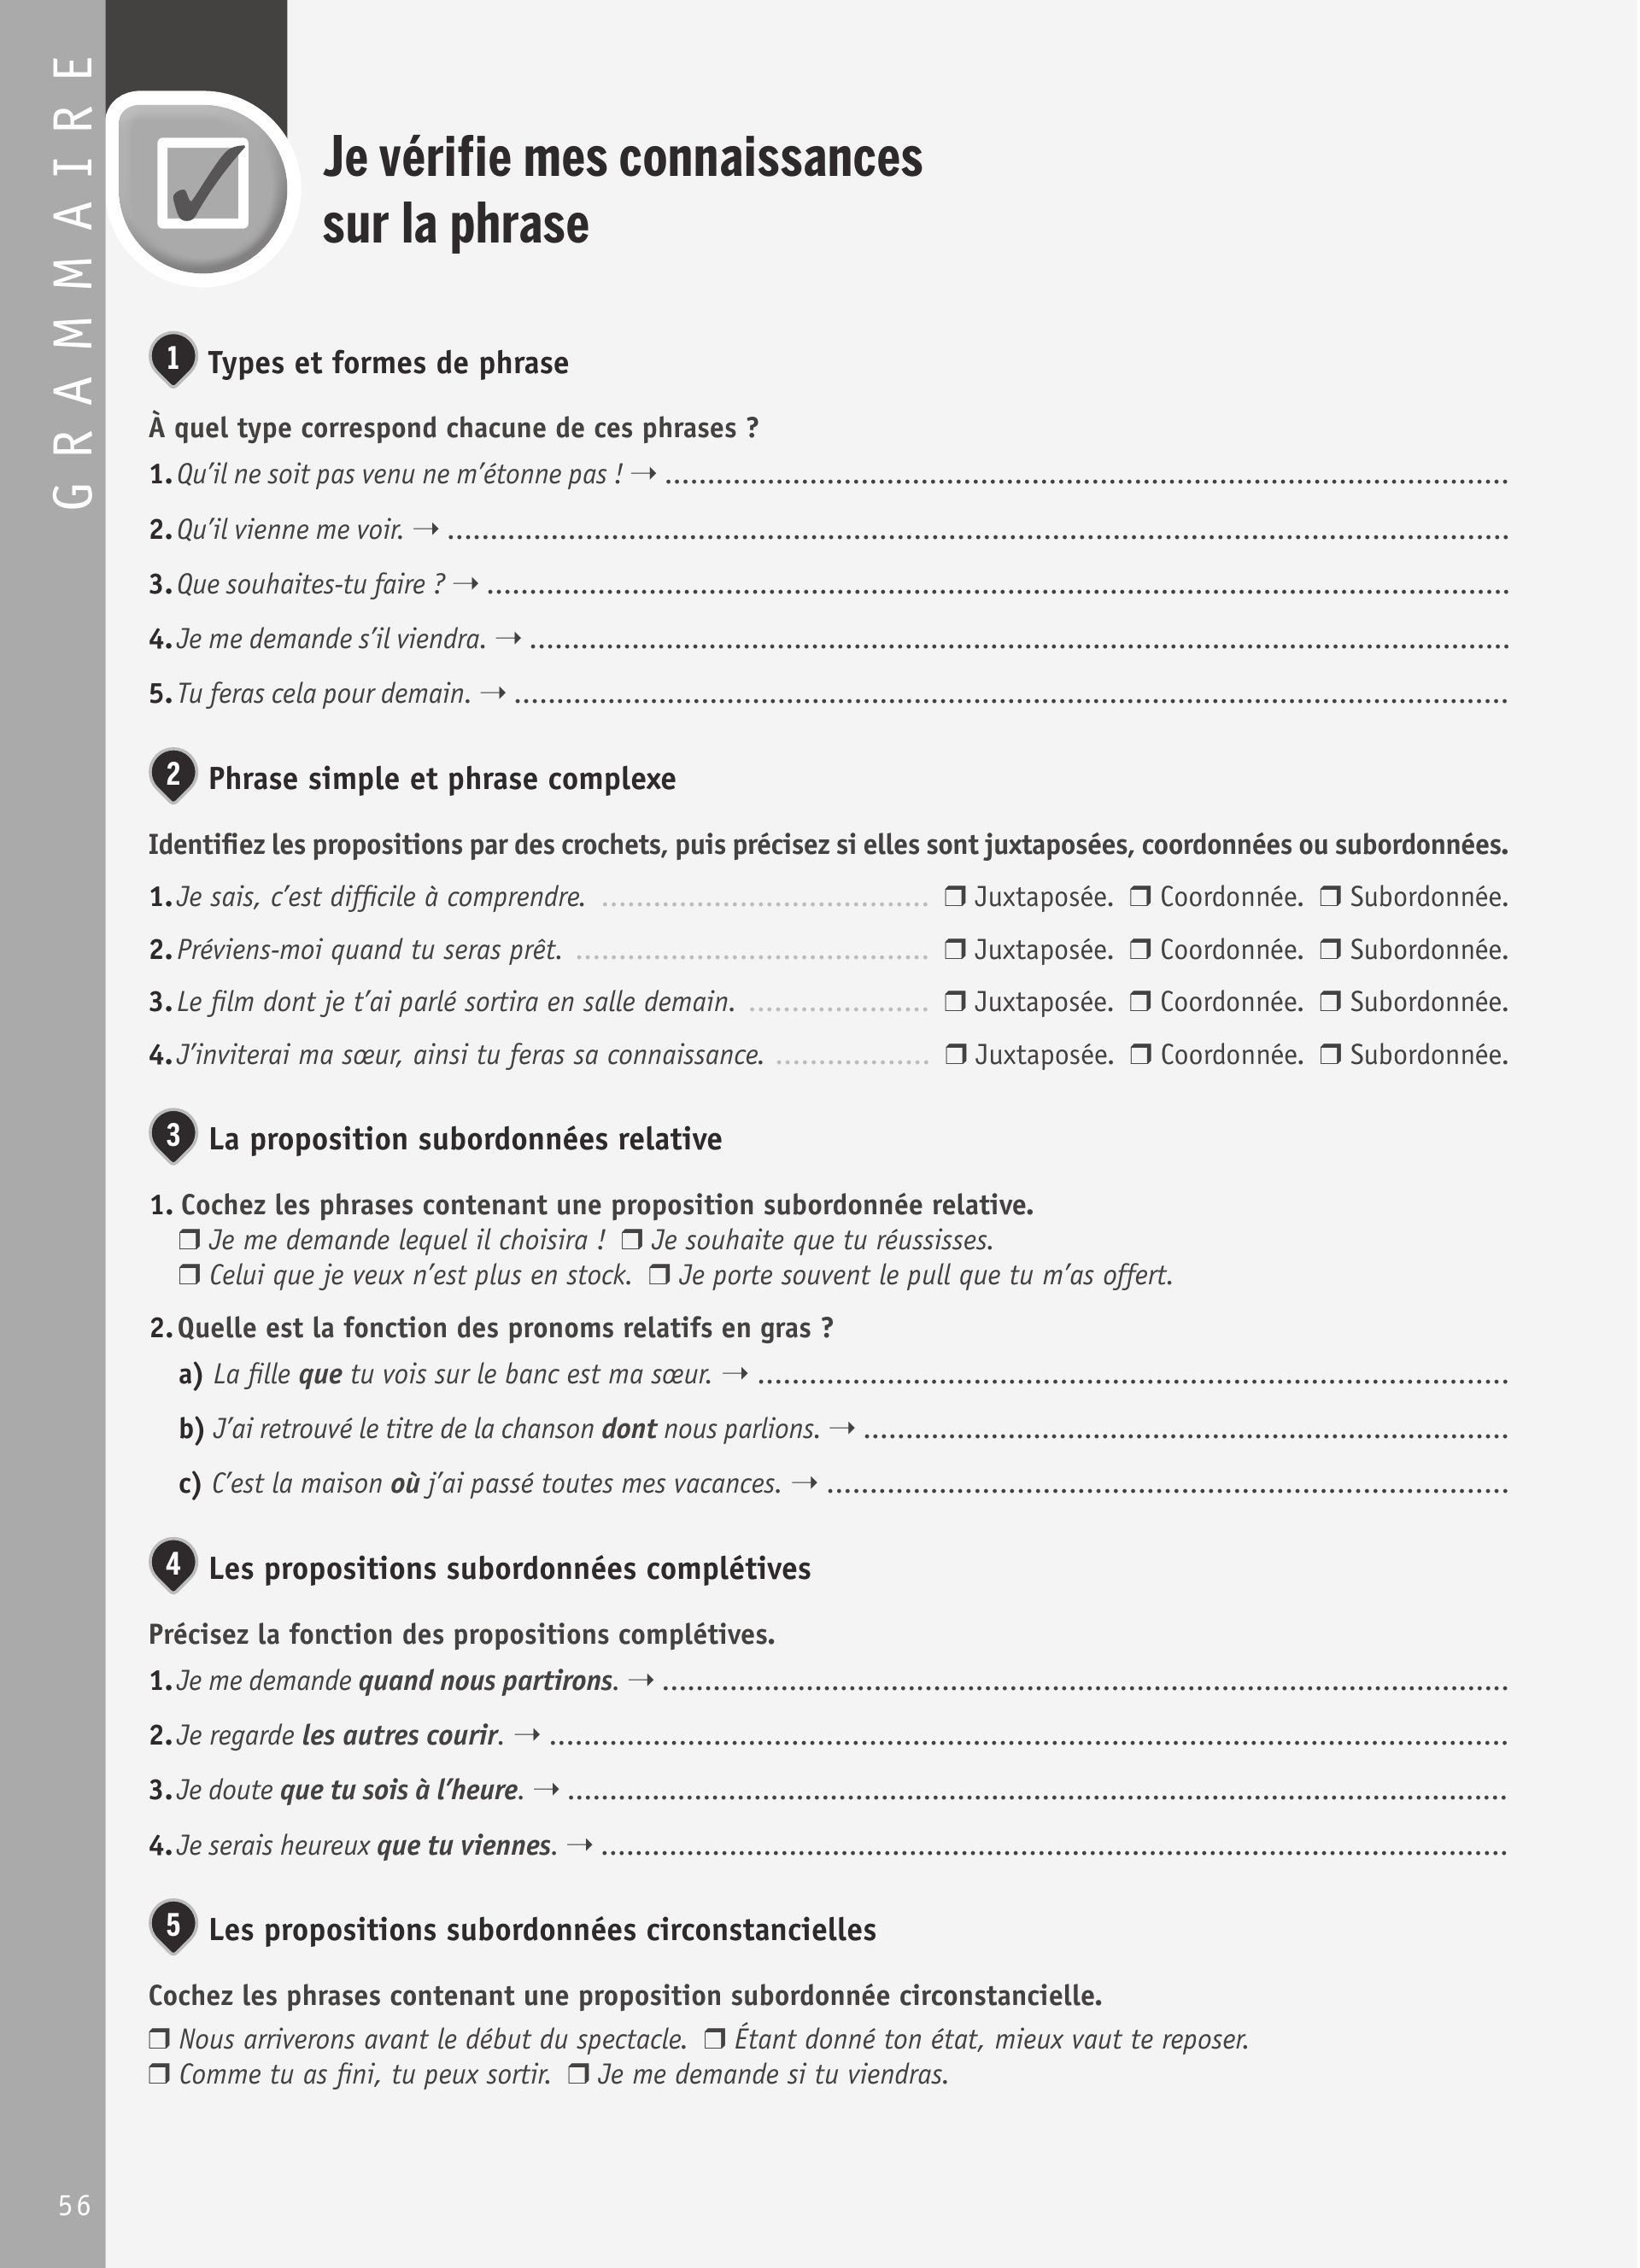 GRAMMAIRE
Je vérifie mes connaissances
sur la phrase
1 Types et formes de phrase
À quel type correspond chacune de ces phrases ?
1. Qu’il ne soit pas venu ne m’étonne pas ! → ..........
2. Qu’il vienne me voir. → ..........
3. Que souhaites-tu faire ? → ..........
4. Je me demande s’il viendra. → ..........
5. Tu feras cela pour demain. → ..........
2 Phrase simple et phrase complexe
Identifiez les propositions par des crochets, puis précisez si elles sont juxtaposées, coordonnées ou subordonnées.
1. Je sais, c’est difficile à comprendre. .......... ❒ Juxtaposée. ❒ Coordonnée. ❒ Subordonnée.
2. Préviens-moi quand tu seras prêt. .......... ❒ Juxtaposée. ❒ Coordonnée. ❒ Subordonnée.
3. Le film dont je t’ai parlé sortira en salle demain. .......... ❒ Juxtaposée. ❒ Coordonnée. ❒ Subordonnée.
4. J’inviterai ma sœur, ainsi tu feras sa connaissance. .......... ❒ Juxtaposée. ❒ Coordonnée. ❒ Subordonnée.
3 La proposition subordonnées relative
1. Cochez les phrases contenant une proposition subordonnée relative.
❒ Je me demande lequel il choisira ! ❒ Je souhaite que tu réussisses.
❒ Celui que je veux n’est plus en stock. ❒ Je porte souvent le pull que tu m’as offert.
2. Quelle est la fonction des pronoms relatifs en gras ?
a) La fille que tu vois sur le banc est ma sœur. → ..........
b) J’ai retrouvé le titre de la chanson dont nous parlions. → ..........
c) C’est la maison où j’ai passé toutes mes vacances. → ..........
4 Les propositions subordonnées complétives
Précisez la fonction des propositions complétives.
1. Je me demande quand nous partirons. → ..........
2. Je regarde les autres courir. → ..........
3. Je doute que tu sois à l’heure. → ..........
4. Je serais heureux que tu viennes. → ..........
5 Les propositions subordonnées circonstancielles
Cochez les phrases contenant une proposition subordonnée circonstancielle.
❒ Nous arriverons avant le début du spectacle. ❒ Étant donné ton état, mieux vaut te reposer.
❒ Comme tu as fini, tu peux sortir. ❒ Je me demande si tu viendras.
56